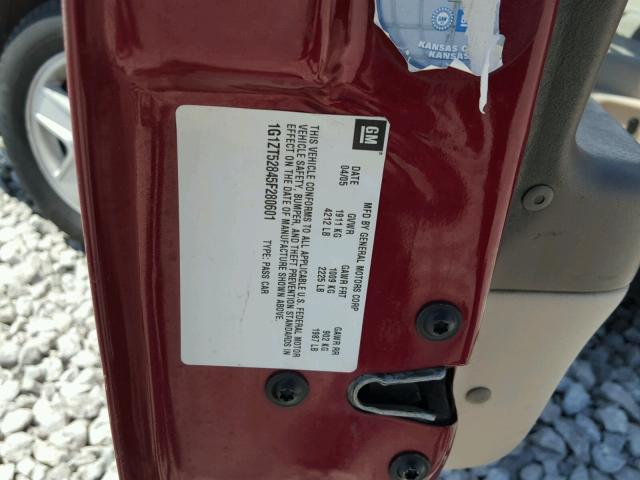 GM
MFD BY GENERAL MOTORS CORP
DATE GVWR GAWR FRT GAWR RR
04/05 1911 KG 1009 KG 902 KG
4212 LB 2225 LB 1987 LB
THIS VEHICLE CONFORMS TO ALL APPLICABLE U.S. FEDERAL MOTOR
VEHICLE SAFETY, BUMPER, AND THEFT PREVENTION STANDARDS IN
EFFECT ON THE DATE OF MANUFACTURE SHOWN ABOVE.
1G1ZT52845F280601 TYPE: PASS CAR
GM
KANSAS C
KANSAS